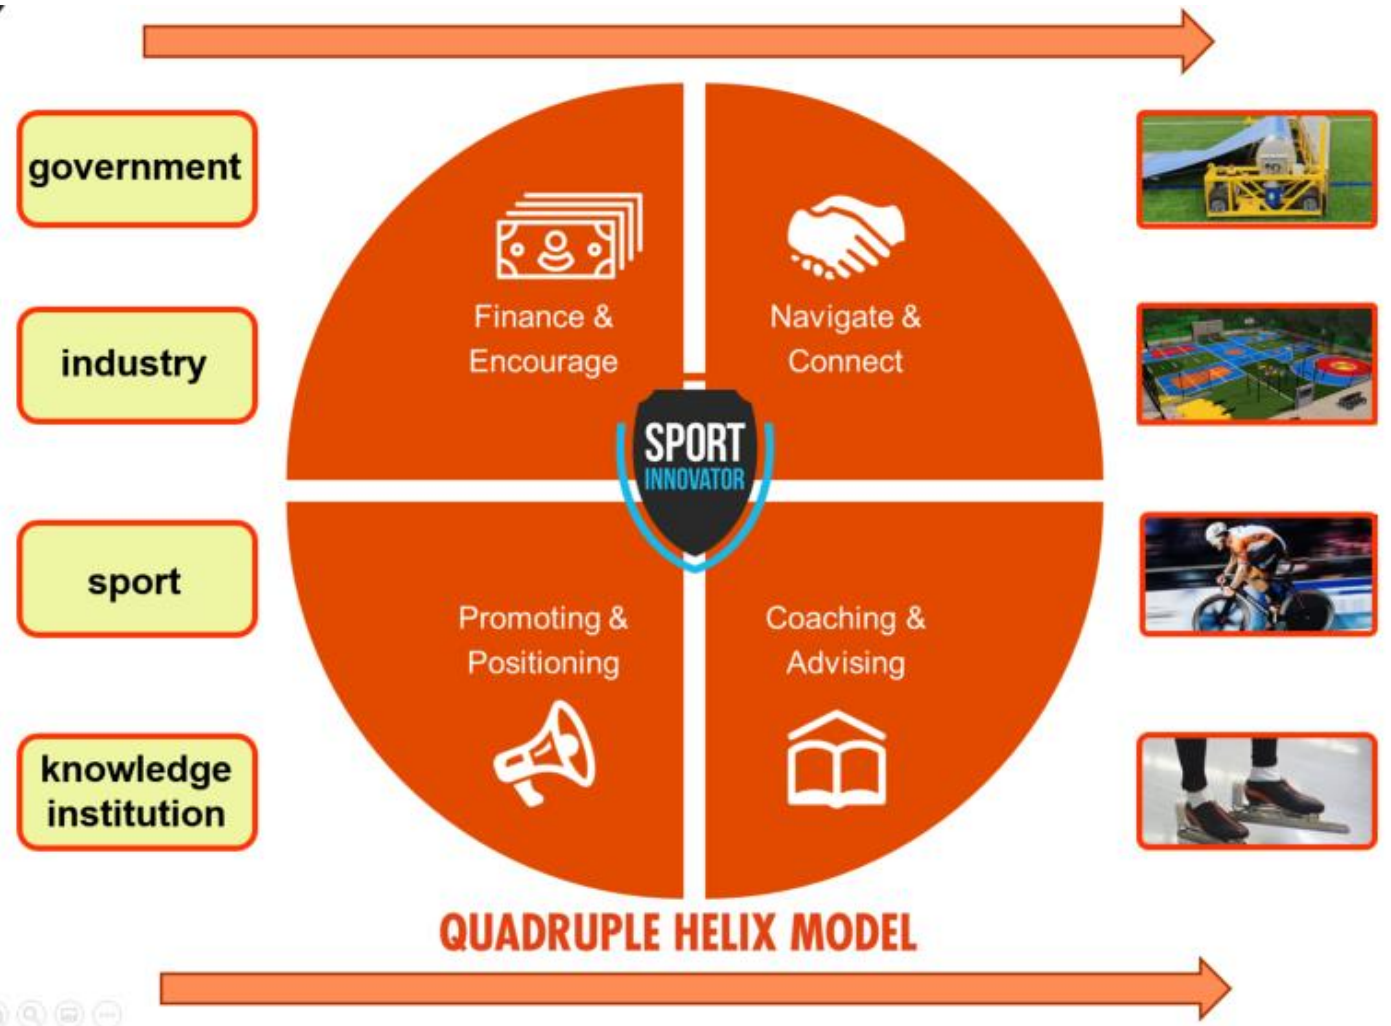 government
industry
sport
knowledge
institution
Finance &
Encourage
Navigate &
Connect
SPORT
INNOVATOR
Promoting &
Positioning
Coaching &
Advising
QUADRUPLE HELIX MODEL